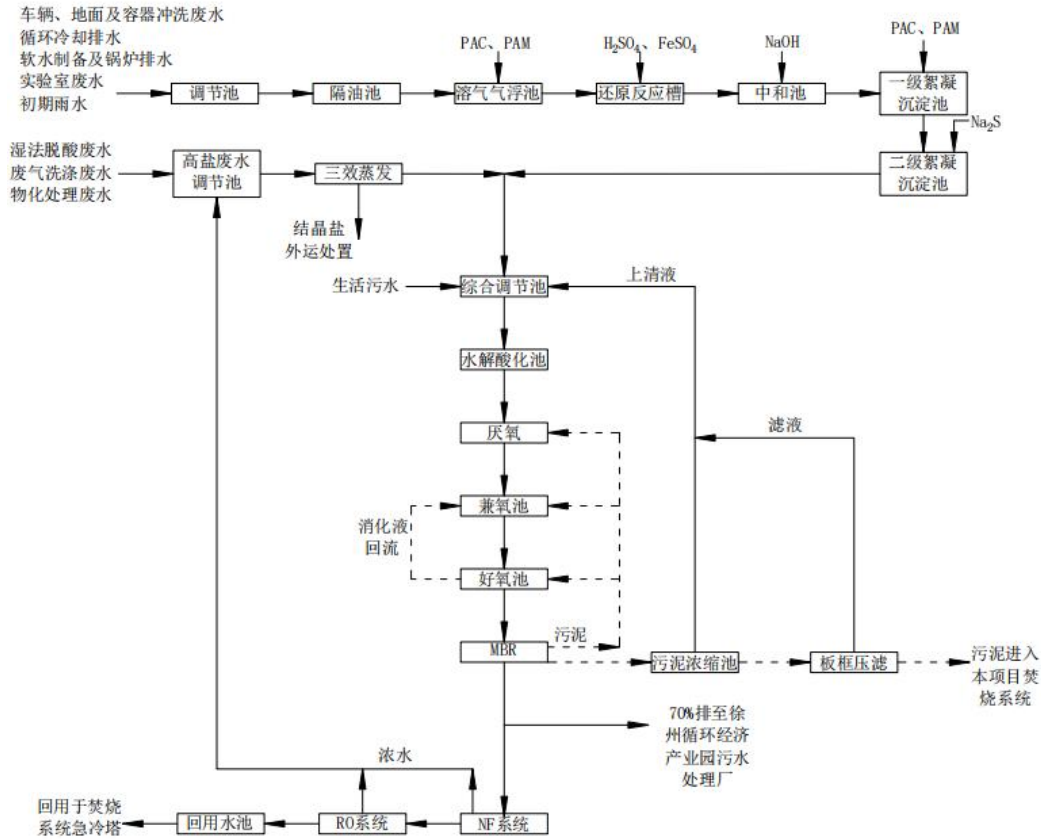 车辆、地面及容器冲洗废水
循环冷却排水
软水制备及锅炉排水
实验室废水
初期雨水
PAC、PAM
H₂SO₄、FeSO₄
NaOH
PAC、PAM
调节池
隔油池
溶气气浮池
还原反应槽
中和池
一级絮凝
沉淀池
Na₂S
湿法脱酸废水
废气洗涤废水
物化处理废水
高盐废水
调节池
三效蒸发
二级絮凝
沉淀池
结晶盐
外运处置
生活污水
综合调节池
上清液
水解酸化池
厌氧
滤液
兼氧池
消化液
回流
好氧池
MBR
污泥
污泥浓缩池
板框压滤
污泥进入
本项目焚
烧系统
70%排至徐
州循环经济
产业园污水
处理厂
浓水
回用于焚烧
系统急冷塔
回用水池
RO系统
NF系统